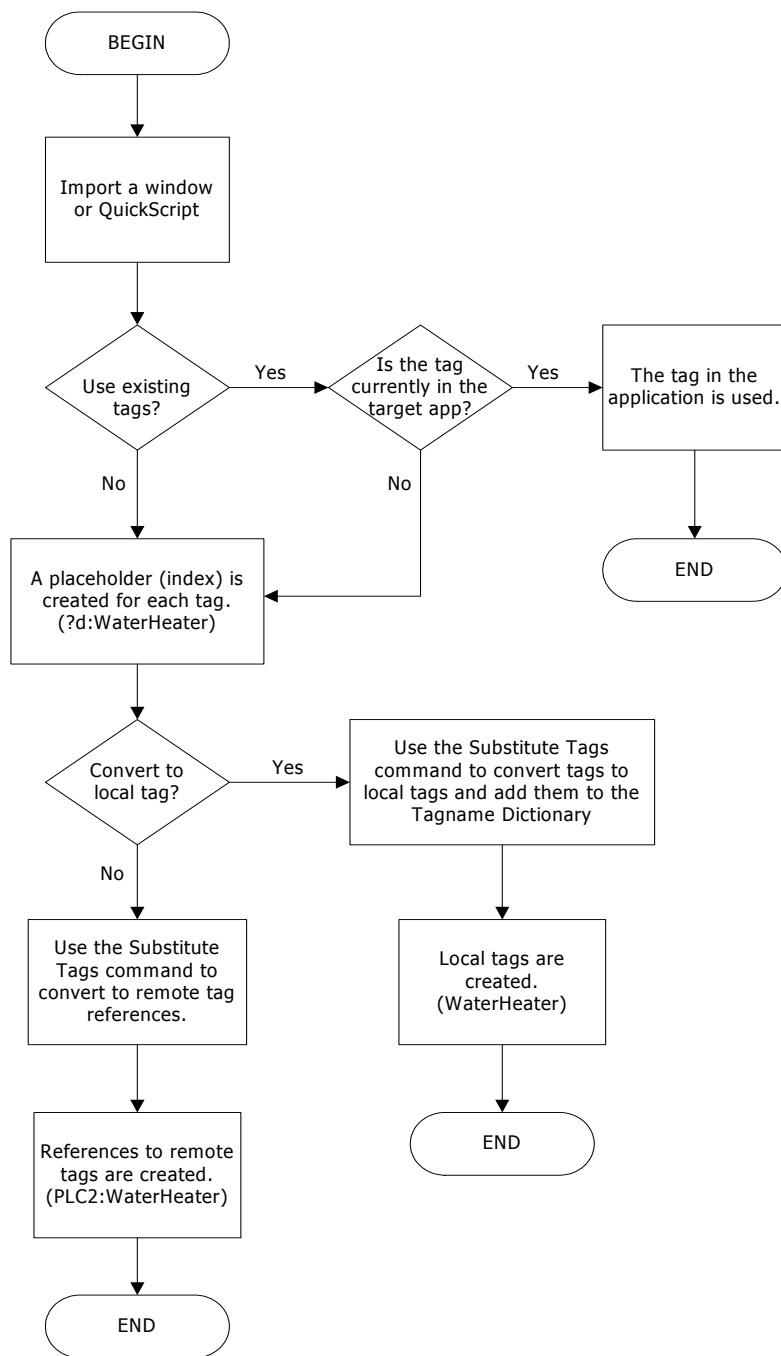 BEGIN
Import a window
or QuickScript
Use existing
tags?
Yes
Is the tag
currently in the
target app?
Yes
The tag in the
application is used.
No
No
END
A placeholder (index) is
created for each tag.
(?d:WaterHeater)
Convert to
local tag?
Yes
Use the Substitute Tags
command to convert tags to
local tags and add them to the
Tagname Dictionary
No
Use the Substitute
Tags command to
convert to remote tag
references.
Local tags are
created.
(WaterHeater)
References to remote
tags are created.
(PLC2:WaterHeater)
END
END